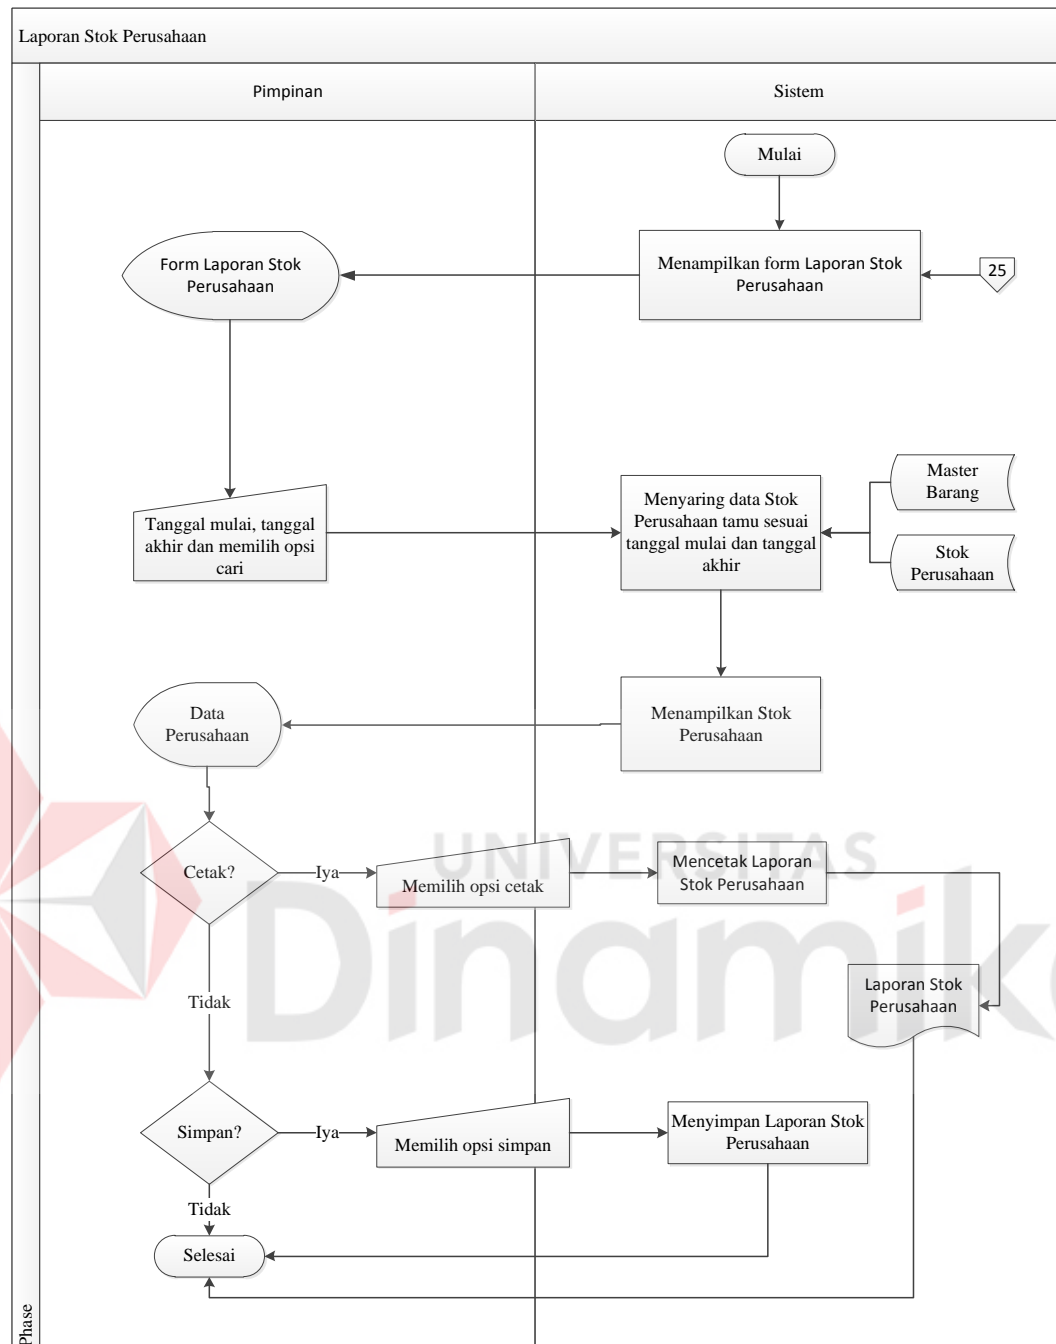 Laporan Stok Perusahaan
Pimpinan
Sistem
Mulai
Form Laporan Stok
Perusahaan
Menampilkan form Laporan Stok
Perusahaan
25
Tanggal mulai, tanggal
akhir dan memilih opsi
cari
Menyaring data Stok
Perusahaan tamu sesuai
tanggal mulai dan tanggal
akhir
Master
Barang
Stok
Perusahaan
Data
Perusahaan
Menampilkan Stok
Perusahaan
Cetak?
Iya
Memilih opsi cetak
Mencetak Laporan
Stok Perusahaan
UNIVERSITAS
Dinamika
Laporan Stok
Perusahaan
Tidak
Simpan?
Iya
Memilih opsi simpan
Menyimpan Laporan Stok
Perusahaan
Tidak
Selesai
Phase